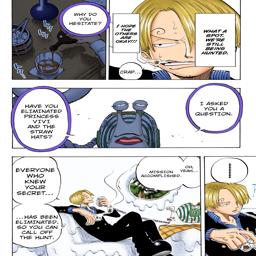 WHY DO
YOU
HESITATE?
I HOPE
THE
OTHERS
ARE
OKAY!!!
WHAT A
SPOT.
WE'RE
STILL
BEING
HUNTED.
CRAP...
HAVE YOU
ELIMINATED
PRINCESS
VIVI
AND THE
STRAW
HATS?
I ASKED
YOU A
QUESTION.
OH,
YEAH...
MISSION
ACCOMPLISHED.
EVERYONE
WHO KNEW
YOUR
SECRET...
...HAS BEEN
ELIMINATED.
SO YOU
CAN CALL
OFF THE
HUNT.